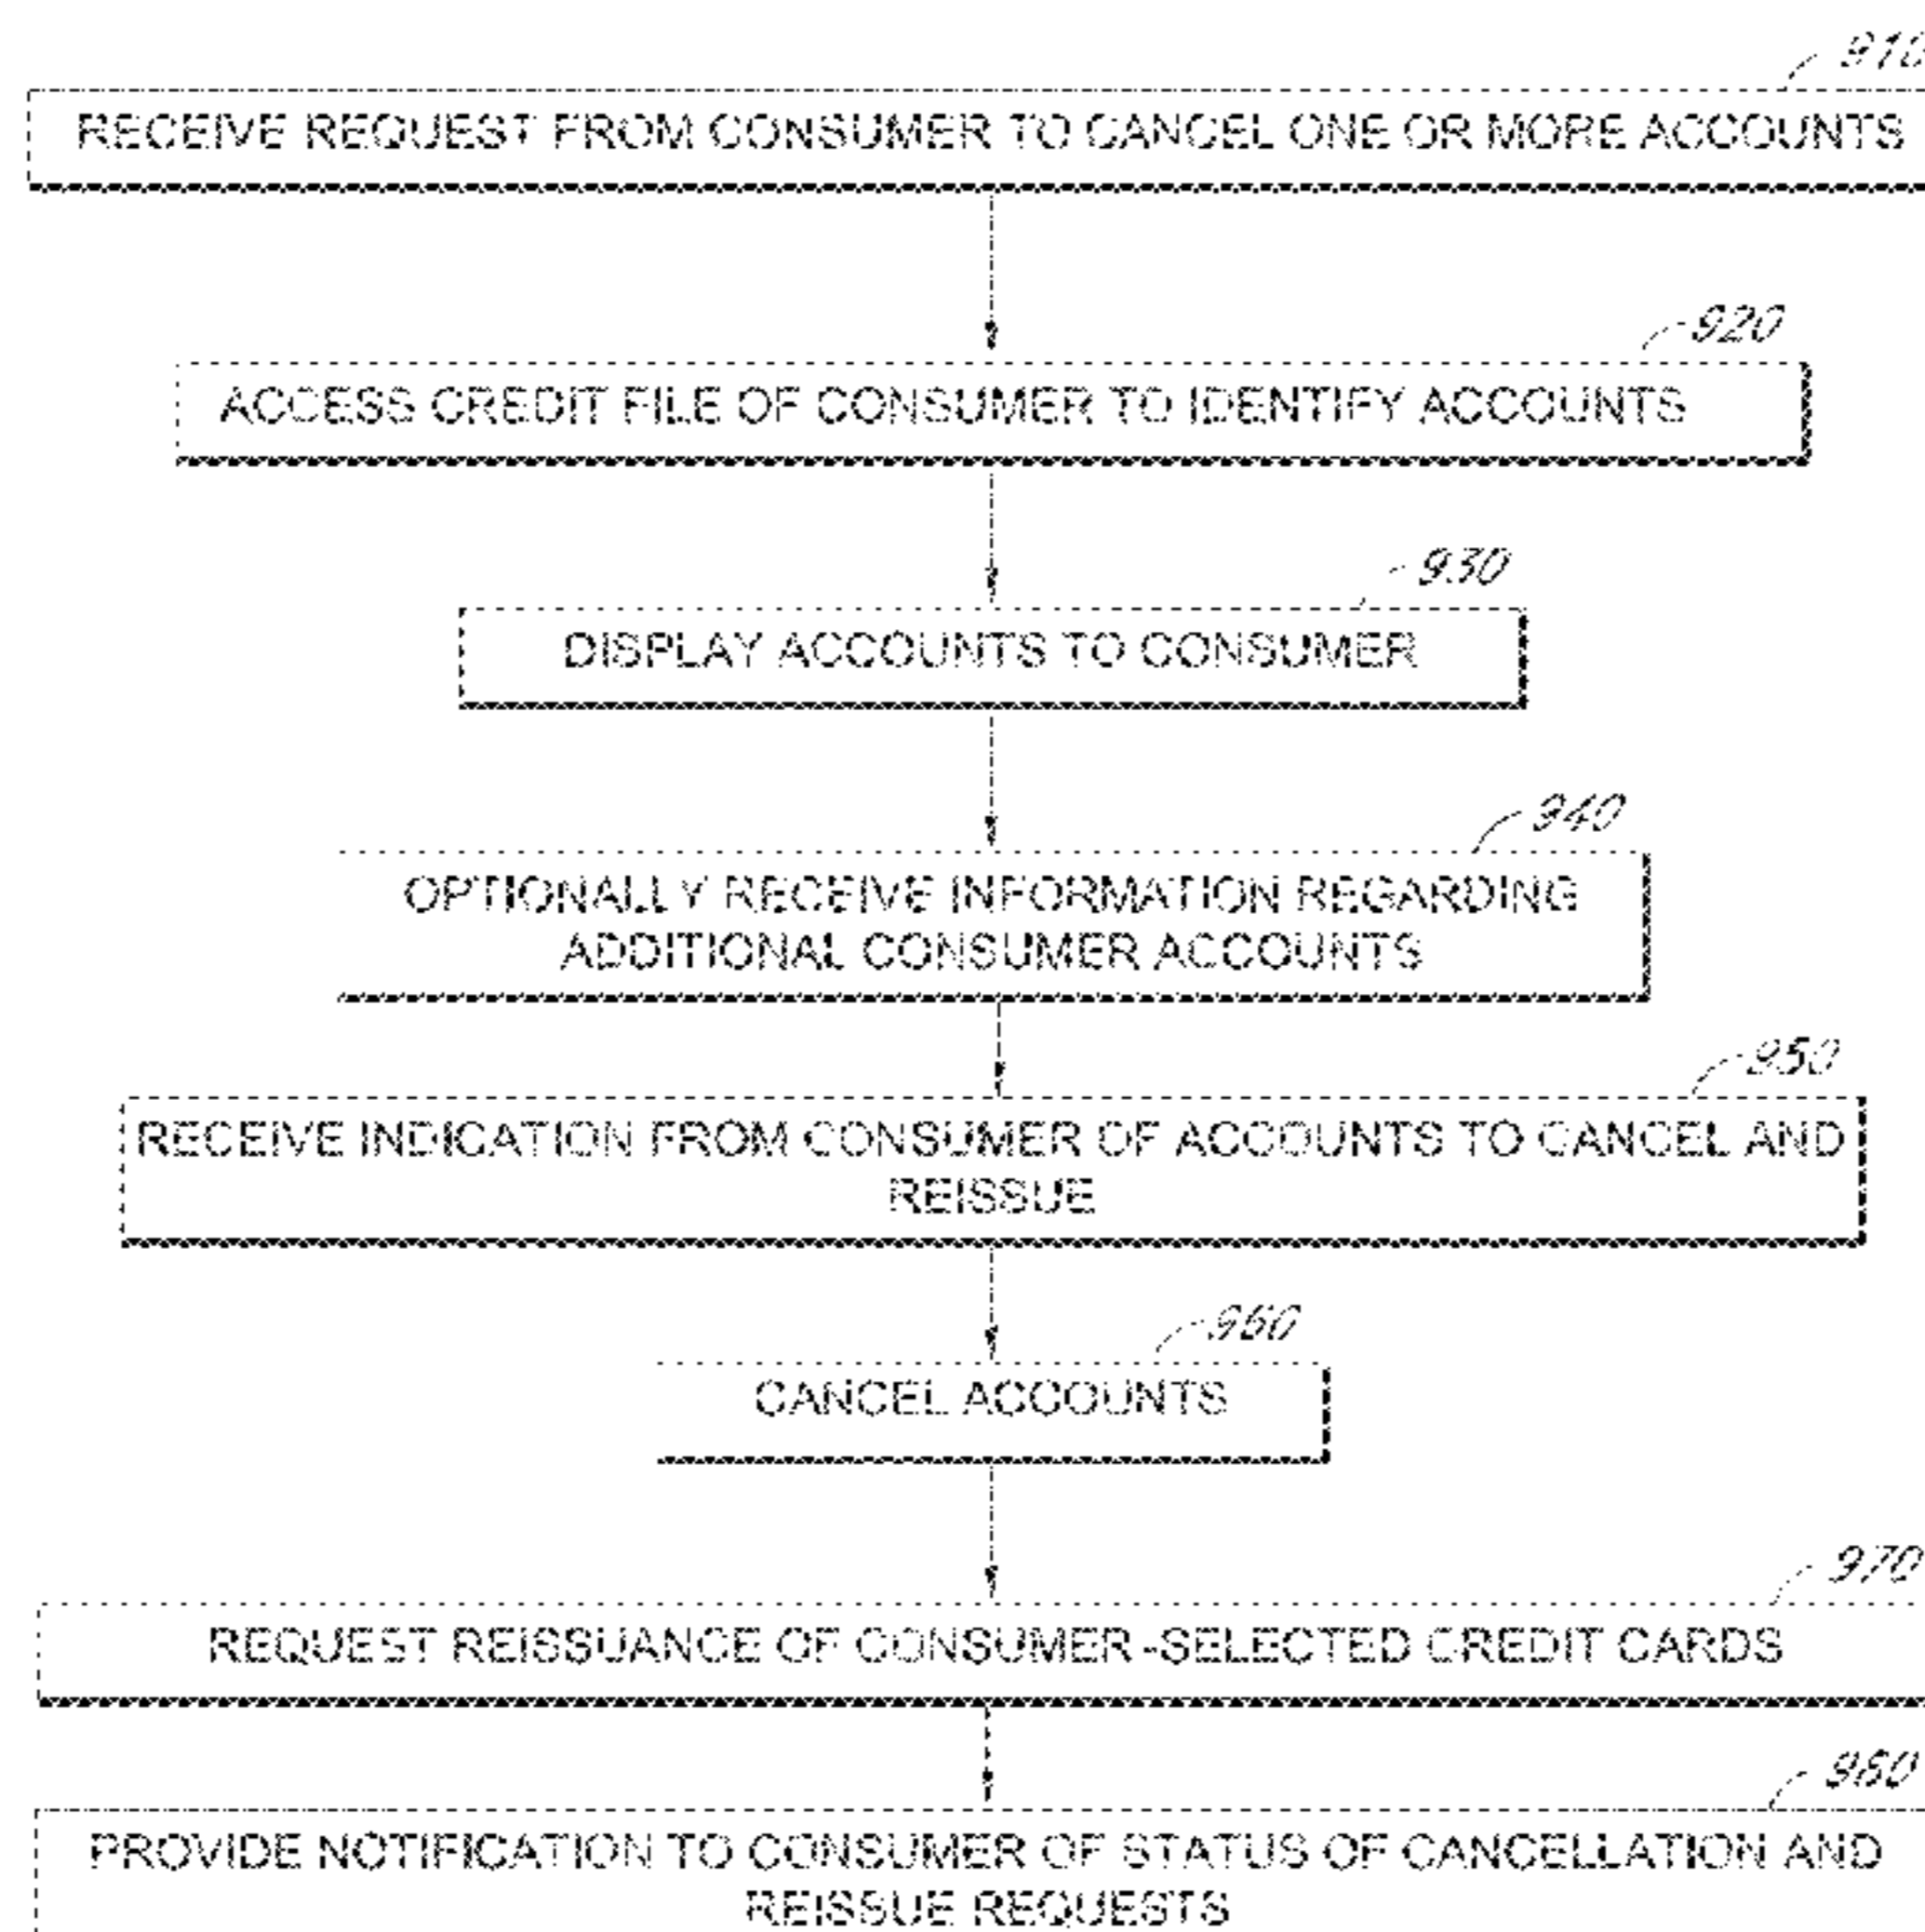 910
RECEIVE REQUEST FROM CONSUMER TO CANCEL ONE OR MORE ACCOUNTS
920
ACCESS CREDIT FILE OF CONSUMER TO IDENTIFY ACCOUNTS
930
DISPLAY ACCOUNTS TO CONSUMER
940
OPTIONALLY RECEIVE INFORMATION REGARDING
ADDITIONAL CONSUMER ACCOUNTS
950
RECEIVE INDICATION FROM CONSUMER OF ACCOUNTS TO CANCEL AND
REISSUE
960
CANCEL ACCOUNTS
970
REQUEST REISSUANCE OF CONSUMER-SELECTED CREDIT CARDS
980
PROVIDE NOTIFICATION TO CONSUMER OF STATUS OF CANCELLATION AND
REISSUE REQUESTS